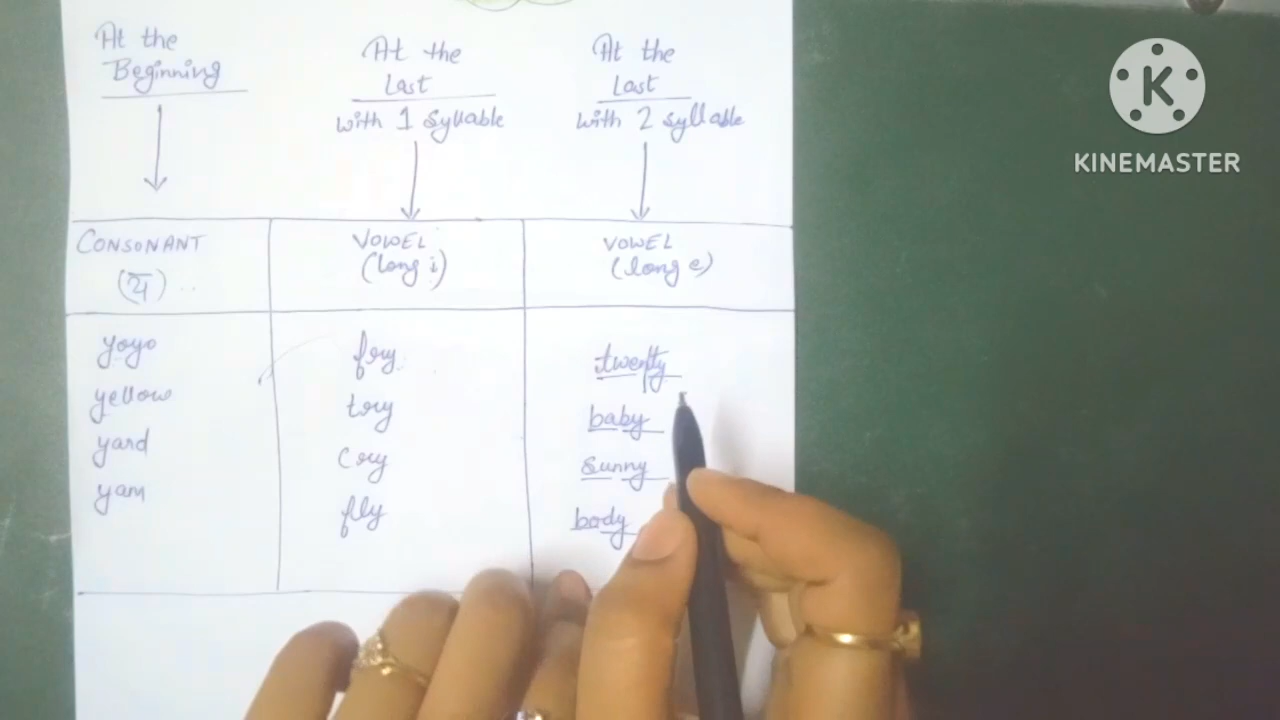 At the
Beginning
At the
Last
with 1 Syllable
At the
Last
with 2 syllable
CONSONANT
(य)
VOWEL
(long i)
VOWEL
(long e)
yoyo
yellow
yard
yam
fry
try
Cry
fly
twenty
baby
sunny
body
K
KINEMASTER